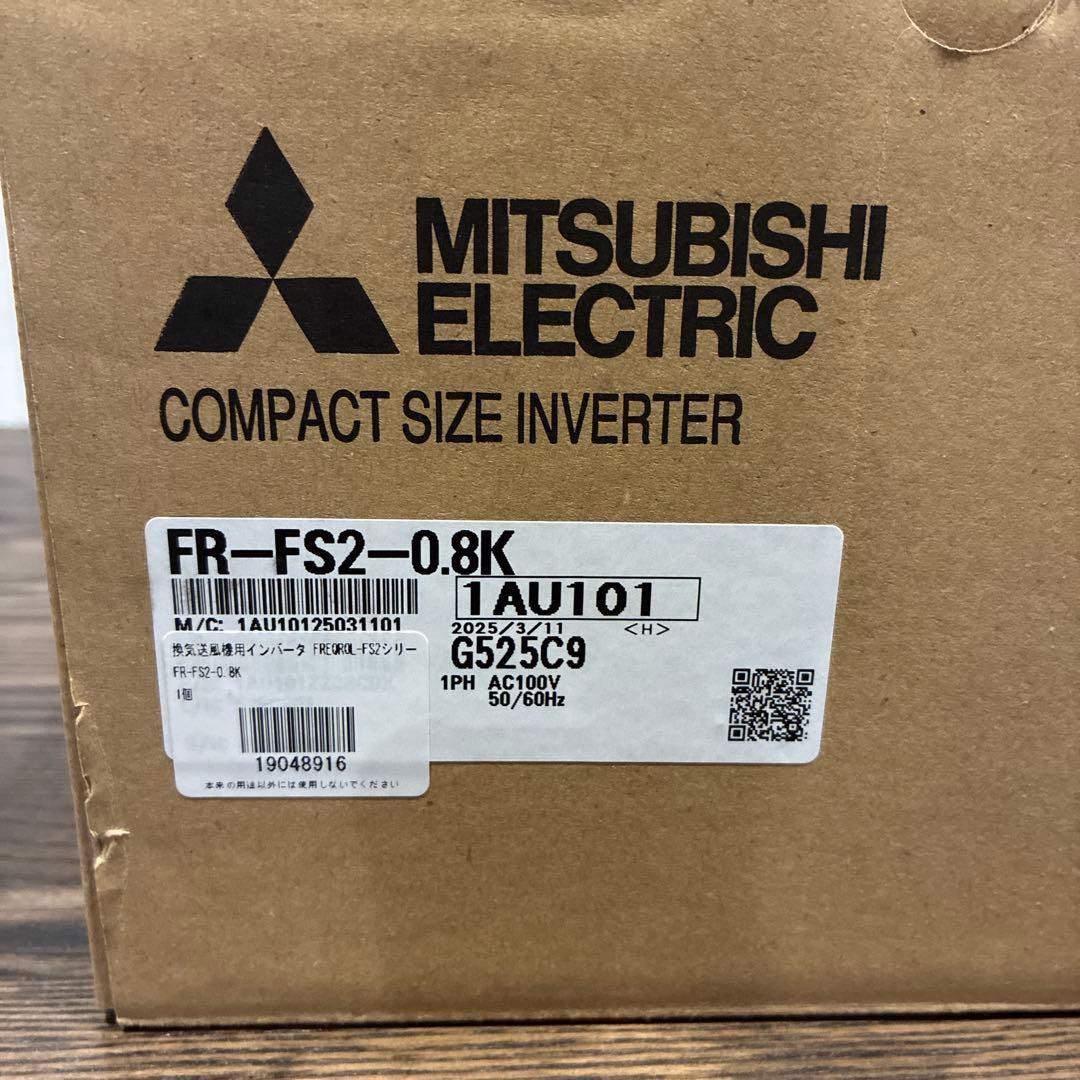 MITSUBISHI
ELECTRIC
COMPACT SIZE INVERTER
FR-FS2-0.8K
1AU101
M/C: 1AU10125031101
2025/3/11 <H>
G525C9
1PH AC100V
50/60Hz
換気送風機用インバータ FREQROL-FS2シリー
FR-FS2-0.8K
1個
19048916
本来の用途以外には使用しないでください